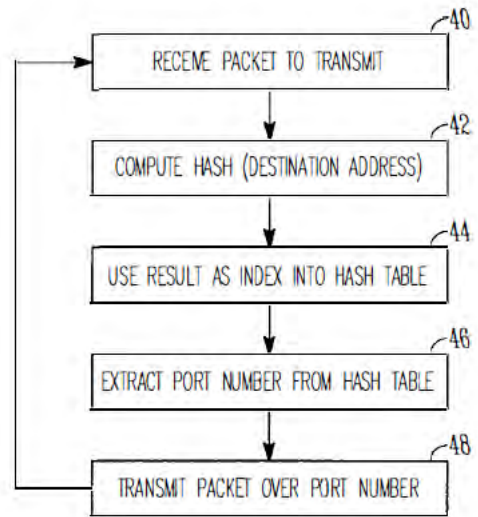 40
RECEIVE PACKET TO TRANSMIT
42
COMPUTE HASH (DESTINATION ADDRESS)
44
USE RESULT AS INDEX INTO HASH TABLE
46
EXTRACT PORT NUMBER FROM HASH TABLE
48
TRANSMIT PACKET OVER PORT NUMBER